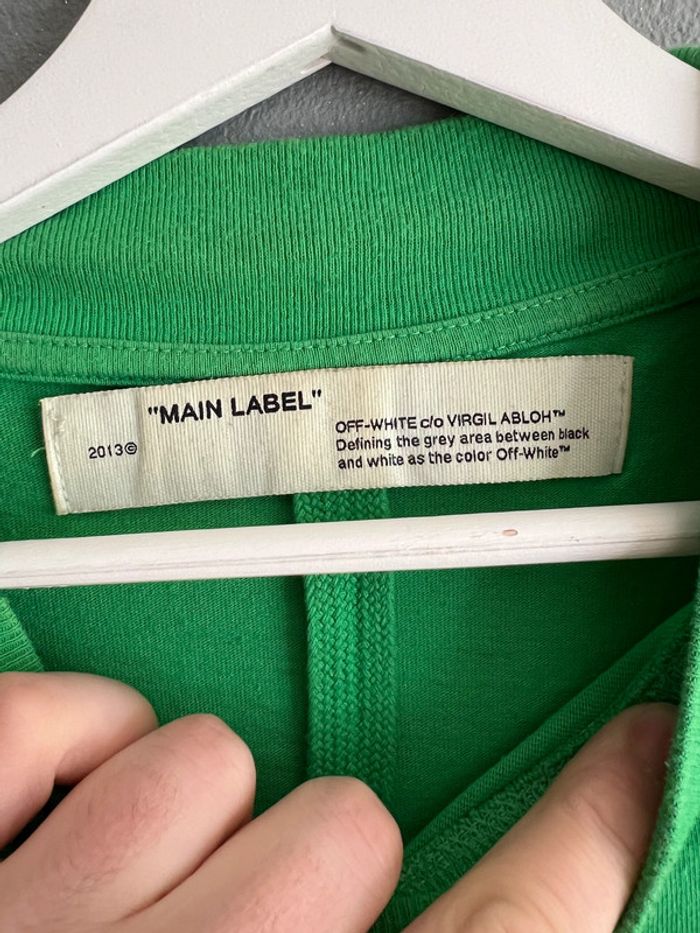 "MAIN LABEL"
2013©
OFF-WHITE c/o VIRGIL ABLOH™
Defining the grey area between black
and white as the color Off-White™